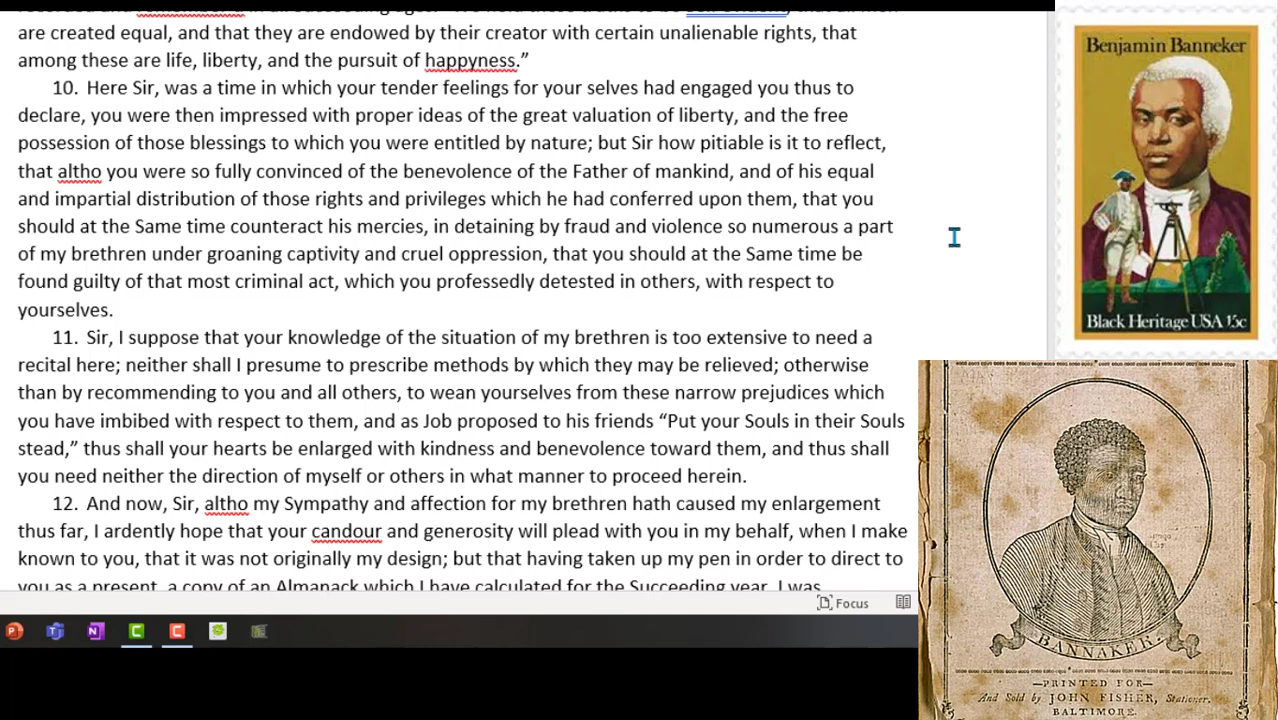 are created equal, and that they are endowed by their creator with certain unalienable rights, that
among these are life, liberty, and the pursuit of happyness.”
10. Here Sir, was a time in which your tender feelings for your selves had engaged you thus to
declare, you were then impressed with proper ideas of the great valuation of liberty, and the free
possession of those blessings to which you were entitled by nature; but Sir how pitiable is it to reflect,
that altho you were so fully convinced of the benevolence of the Father of mankind, and of his equal
and impartial distribution of those rights and privileges which he had conferred upon them, that you
should at the Same time counteract his mercies, in detaining by fraud and violence so numerous a part
of my brethren under groaning captivity and cruel oppression, that you should at the Same time be
found guilty of that most criminal act, which you professedly detested in others, with respect to
yourselves.
11. Sir, I suppose that your knowledge of the situation of my brethren is too extensive to need a
recital here; neither shall I presume to prescribe methods by which they may be relieved; otherwise
than by recommending to you and all others, to wean yourselves from these narrow prejudices which
you have imbibed with respect to them, and as Job proposed to his friends “Put your Souls in their Souls
stead,” thus shall your hearts be enlarged with kindness and benevolence toward them, and thus shall
you need neither the direction of myself or others in what manner to proceed herein.
12. And now, Sir, altho my Sympathy and affection for my brethren hath caused my enlargement
thus far, I ardently hope that your candour and generosity will plead with you in my behalf, when I make
known to you, that it was not originally my design; but that having taken up my pen in order to direct to
you as a present, a copy of an Almanack which I have calculated for the Succeeding year, I was
Focus
Benjamin Banneker
Black Heritage USA 15c
BANNAKER.
—PRINTED FOR—
And Sold by JOHN FISHER, Stationer.
BALTIMORE.